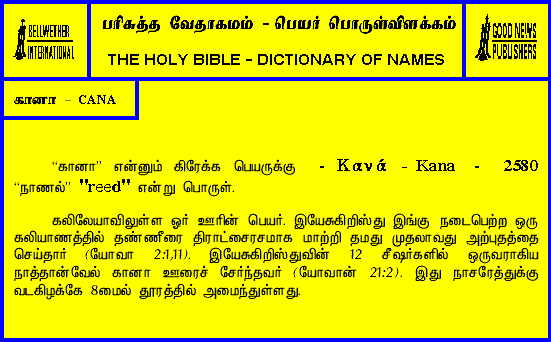 BELLWETHER
INTERNATIONAL
பரிசுத்த வேதாகமம் - பெயர் பொருள்விளக்கம்
THE HOLY BIBLE - DICTIONARY OF NAMES
GOOD NEWS
PUBLISHERS
கானா - CANA
“கானா” என்னும் கிரேக்க பெயருக்கு - Κανά - Kana - 2580
“நாணல்” "reed" என்று பொருள்.
கலிலேயாவிலுள்ள ஓர் ஊரின் பெயர். இயேசுகிறிஸ்து இங்கு நடைபெற்ற ஒரு
கலியாணத்தில் தண்ணீரை திராட்சைரசமாக மாற்றி தமது முதலாவது அற்புதத்தை
செய்தார் (யோவா 2:1,11). இயேசுகிறிஸ்துவின் 12 சீஷர்களில் ஒருவராகிய
நாத்தான்வேல் கானா ஊரைச் சேர்ந்தவர் (யோவான் 21:2). இது நாசரேத்துக்கு
வடகிழக்கே 8மைல் தூரத்தில் அமைந்துள்ளது.